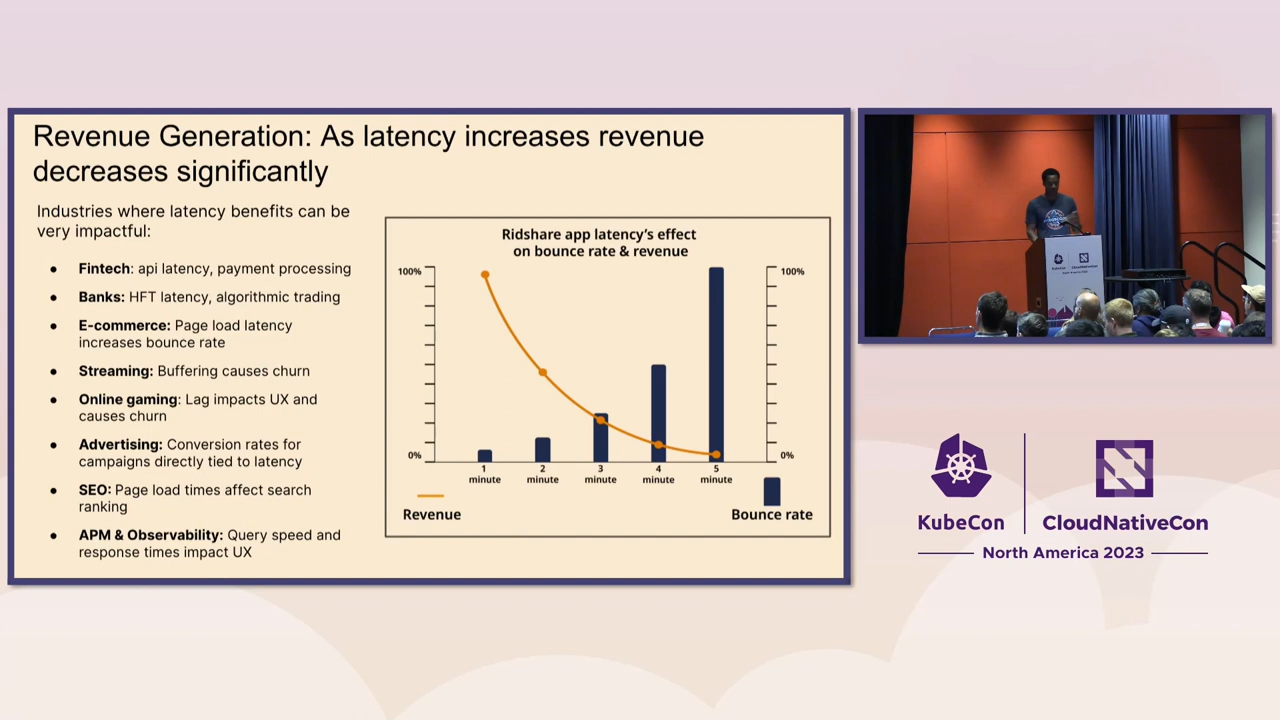 Revenue Generation: As latency increases revenue
decreases significantly
Industries where latency benefits can be
very impactful:
● Fintech: api latency, payment processing
● Banks: HFT latency, algorithmic trading
● E-commerce: Page load latency
increases bounce rate
● Streaming: Buffering causes churn
● Online gaming: Lag impacts UX and
causes churn
● Advertising: Conversion rates for
campaigns directly tied to latency
● SEO: Page load times affect search
ranking
● APM & Observability: Query speed and
response times impact UX
Ridshare app latency's effect
on bounce rate & revenue
100%
100%
0%
0%
1 minute
2 minute
3 minute
4 minute
5 minute
Revenue
Bounce rate
KubeCon
CloudNativeCon
KubeCon
CloudNativeCon
North America 2023